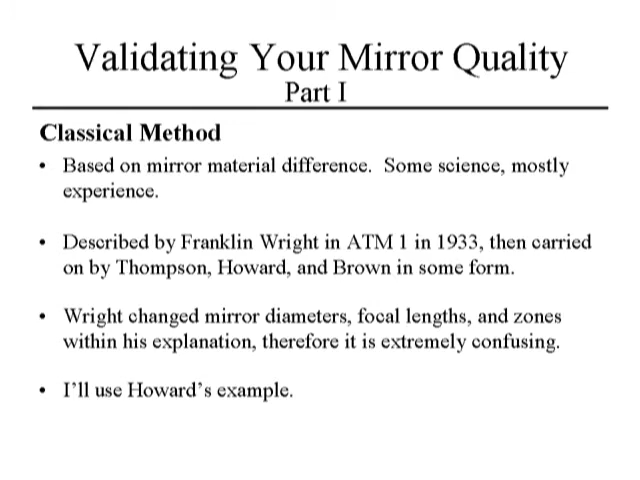 Validating Your Mirror Quality
Part I
Classical Method
• Based on mirror material difference.  Some science, mostly
experience.
• Described by Franklin Wright in ATM 1 in 1933, then carried
on by Thompson, Howard, and Brown in some form.
• Wright changed mirror diameters, focal lengths, and zones
within his explanation, therefore it is extremely confusing.
• I’ll use Howard’s example.